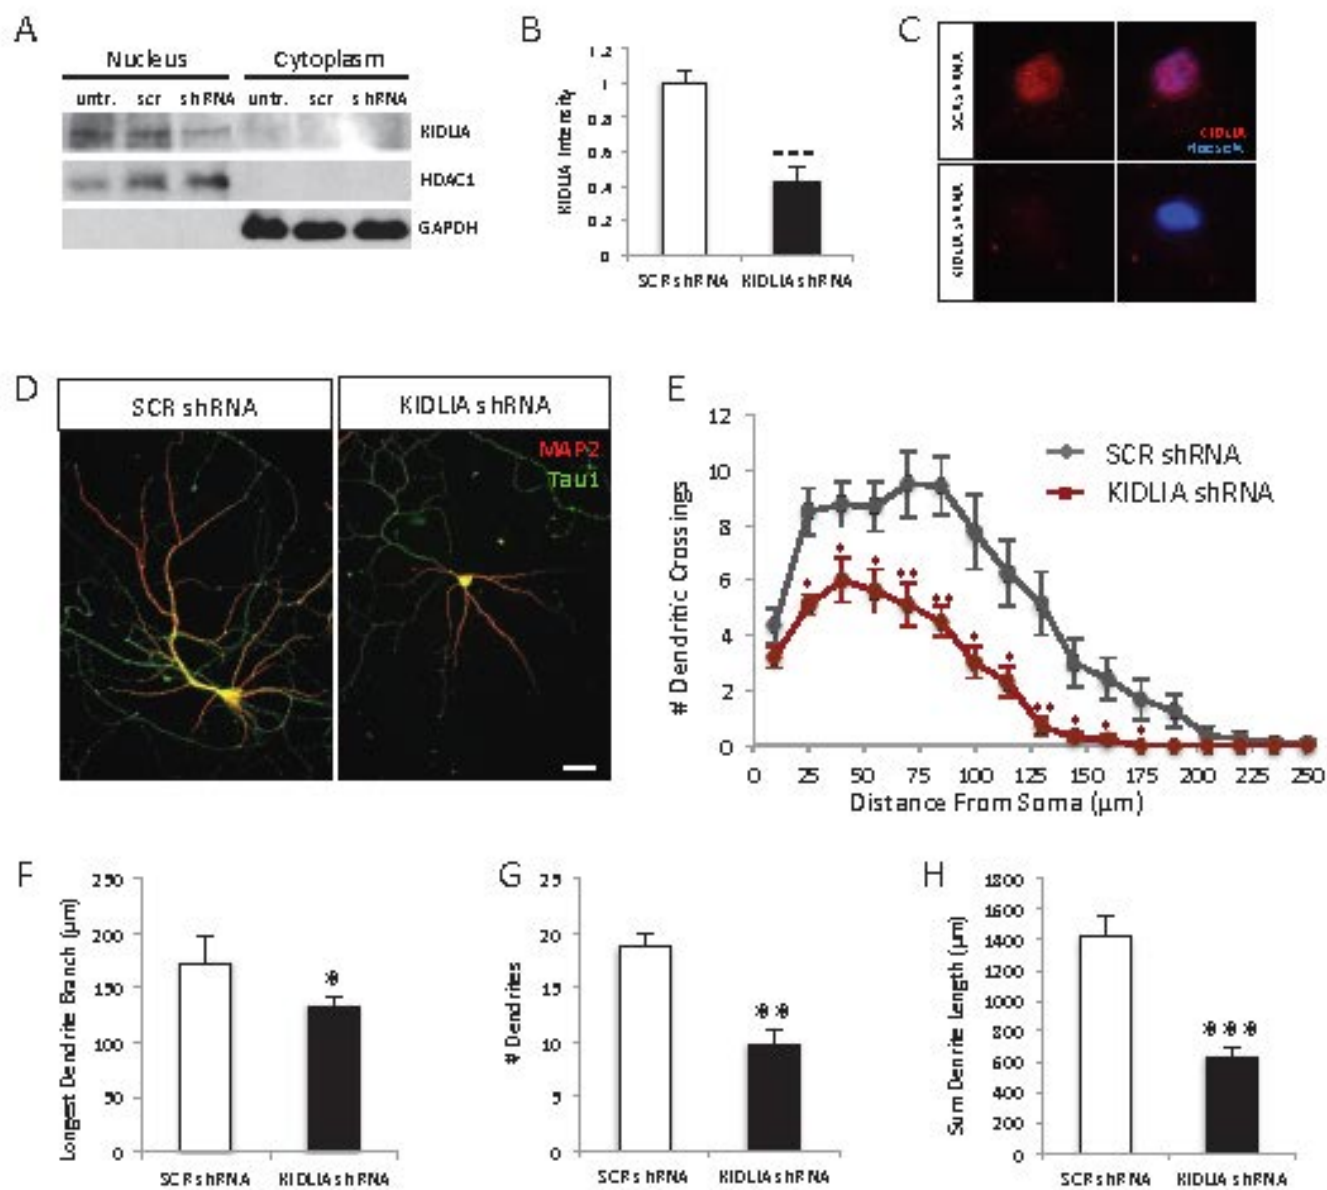 A
Nucleus Cytoplasm
untr. scr shRNA untr. scr shRNA
KIDLIA
HDAC1
GAPDH
B
KIDLIA Intensity
1.2
1
0.8
0.6
0.4
0.2
0
SCR shRNA KIDLIA shRNA
C
SCR shRNA
KIDLIA
Hoescht
KIDLIA shRNA
D
SCR shRNA KIDLIA shRNA
MAP2
Tau1
E
# Dendritic Crossings
12
10
8
6
4
2
0
SCR shRNA
KIDLIA shRNA
0 25 50 75 100 125 150 175 200 225 250
Distance From Soma (μm)
F
Longest Dendrite Branch (μm)
250
200
150
100
50
0
*
SCR shRNA KIDLIA shRNA
G
# Dendrites
25
20
15
10
5
0
**
SCR shRNA KIDLIA shRNA
H
Sum Denrite Length (μm)
1800
1600
1400
1200
1000
800
600
400
200
0
***
SCR shRNA KIDLIA shRNA